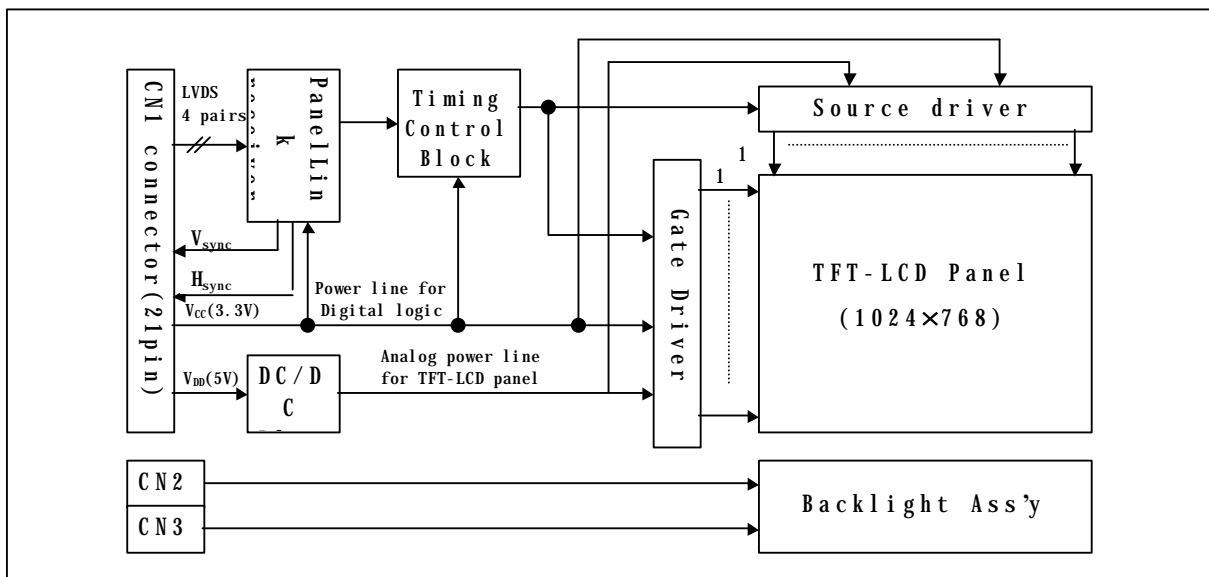 CN1 connector(21pin)
LVDS
4 pairs
PanelLin
k
Timing
Control
Block
Source driver
1
1
Gate Driver
TFT-LCD Panel
(1024×768)
Vsync
Hsync
Power line for
Digital logic
VCC(3.3V)
VDD(5V)
DC/D
C
Analog power line
for TFT-LCD panel
CN2
CN3
Backlight Ass’y